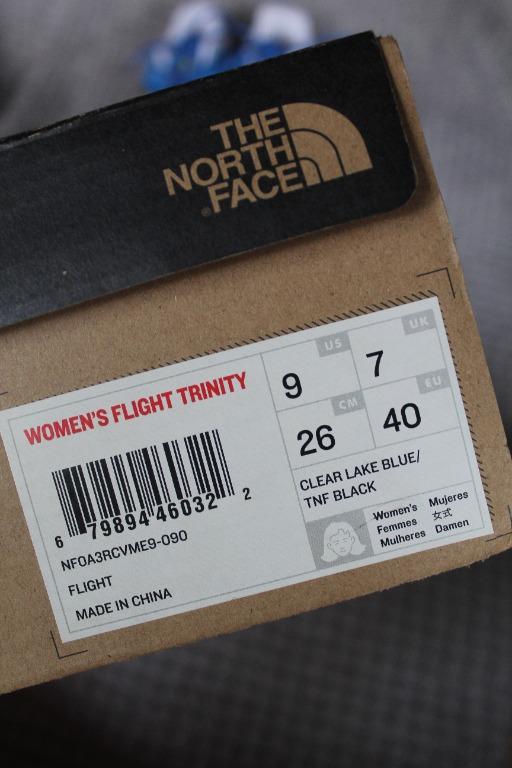 THE
NORTH
FACE
®
WOMEN'S FLIGHT TRINITY
US
9
UK
7
CM
26
EU
40
CLEAR LAKE BLUE/
TNF BLACK
6 79894 46032 2
NF0A3RCVME9-090
FLIGHT
MADE IN CHINA
Women's Mujeres
Femmes 女式
Mulheres Damen